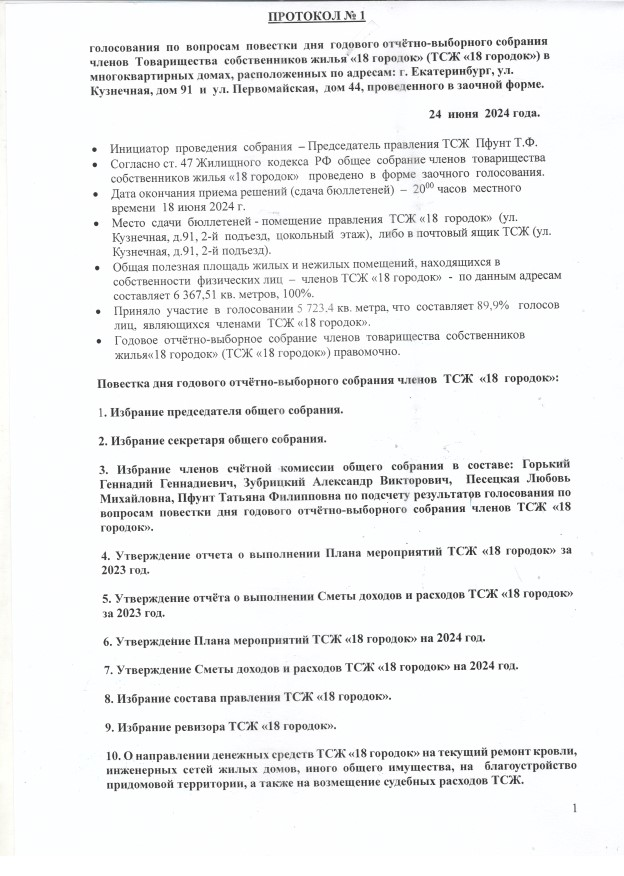 ПРОТОКОЛ № 1
голосования по вопросам повестки дня годового отчётно-выборного собрания
членов Товарищества собственников жилья «18 городок» (ТСЖ «18 городок») в
многоквартирных домах, расположенных по адресам: г. Екатеринбург, ул.
Кузнечная, дом 91 и ул. Первомайская, дом 44, проведенного в заочной форме.
24 июня 2024 года.
• Инициатор проведения собрания – Председатель правления ТСЖ Пфунт Т.Ф.
• Согласно ст. 47 Жилищного кодекса РФ общее собрание членов товарищества
собственников жилья «18 городок» проведено в форме заочного голосования.
• Дата окончания приема решений (сдача бюллетеней) – 20⁰⁰ часов местного
времени 18 июня 2024 г.
• Место сдачи бюллетеней - помещение правления ТСЖ «18 городок» (ул.
Кузнечная, д.91, 2-й подъезд, цокольный этаж), либо в почтовый ящик ТСЖ (ул.
Кузнечная, д.91, 2-й подъезд).
• Общая полезная площадь жилых и нежилых помещений, находящихся в
собственности физических лиц – членов ТСЖ «18 городок» - по данным адресам
составляет 6 367,51 кв. метров, 100%.
• Приняло участие в голосовании 5 723,4 кв. метра, что составляет 89,9% голосов
лиц, являющихся членами ТСЖ «18 городок».
• Годовое отчётно-выборное собрание членов товарищества собственников
жилья«18 городок» (ТСЖ «18 городок») правомочно.
Повестка дня годового отчётно-выборного собрания членов ТСЖ «18 городок»:
1. Избрание председателя общего собрания.
2. Избрание секретаря общего собрания.
3. Избрание членов счётной комиссии общего собрания в составе: Горький
Геннадий Геннадиевич, Зубрицкий Александр Викторович, Песецкая Любовь
Михайловна, Пфунт Татьяна Филипповна по подсчету результатов голосования по
вопросам повестки дня годового отчётно-выборного собрания членов ТСЖ «18
городок».
4. Утверждение отчета о выполнении Плана мероприятий ТСЖ «18 городок» за
2023 год.
5. Утверждение отчёта о выполнении Сметы доходов и расходов ТСЖ «18 городок»
за 2023 год.
6. Утверждение Плана мероприятий ТСЖ «18 городок» на 2024 год.
7. Утверждение Сметы доходов и расходов ТСЖ «18 городок» на 2024 год.
8. Избрание состава правления ТСЖ «18 городок».
9. Избрание ревизора ТСЖ «18 городок».
10. О направлении денежных средств ТСЖ «18 городок» на текущий ремонт кровли,
инженерных сетей жилых домов, иного общего имущества, на благоустройство
придомовой территории, а также на возмещение судебных расходов ТСЖ.
1